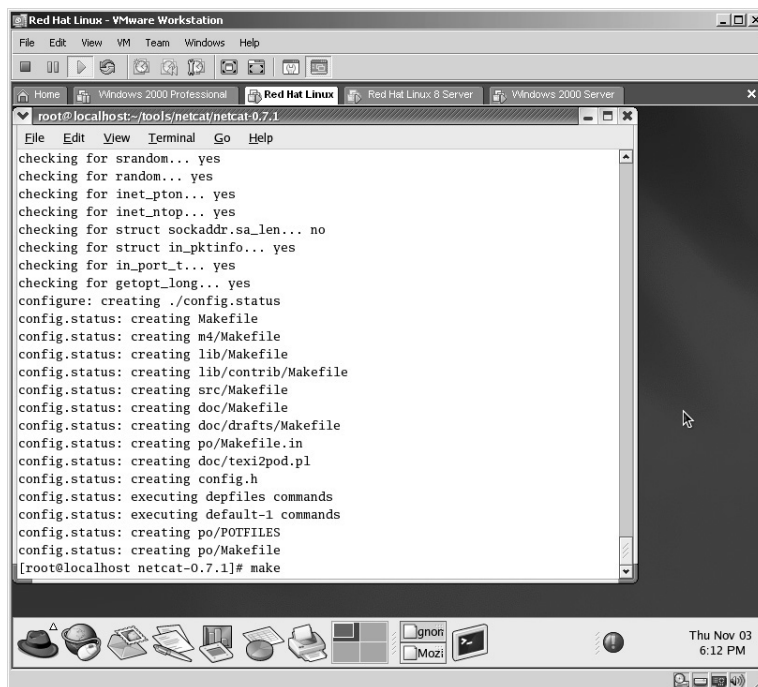 Red Hat Linux - VMware Workstation
File Edit View VM Team Windows Help
Home Windows 2000 Professional Red Hat Linux Red Hat Linux 8 Server Windows 2000 Server
root@localhost:~/tools/netcat/netcat-0.7.1
File Edit View Terminal Go Help
checking for srandom... yes
checking for random... yes
checking for inet_pton... yes
checking for inet_ntop... yes
checking for struct sockaddr.sa_len... no
checking for struct in_pktinfo... yes
checking for in_port_t... yes
checking for getopt_long... yes
configure: creating ./config.status
config.status: creating Makefile
config.status: creating m4/Makefile
config.status: creating lib/Makefile
config.status: creating lib/contrib/Makefile
config.status: creating src/Makefile
config.status: creating doc/Makefile
config.status: creating doc/drafts/Makefile
config.status: creating po/Makefile.in
config.status: creating doc/texi2pod.pl
config.status: creating config.h
config.status: executing depfiles commands
config.status: executing default-1 commands
config.status: creating po/POTFILES
config.status: creating po/Makefile
[root@localhost netcat-0.7.1]# make
gnon
Mozi
Thu Nov 03
6:12 PM